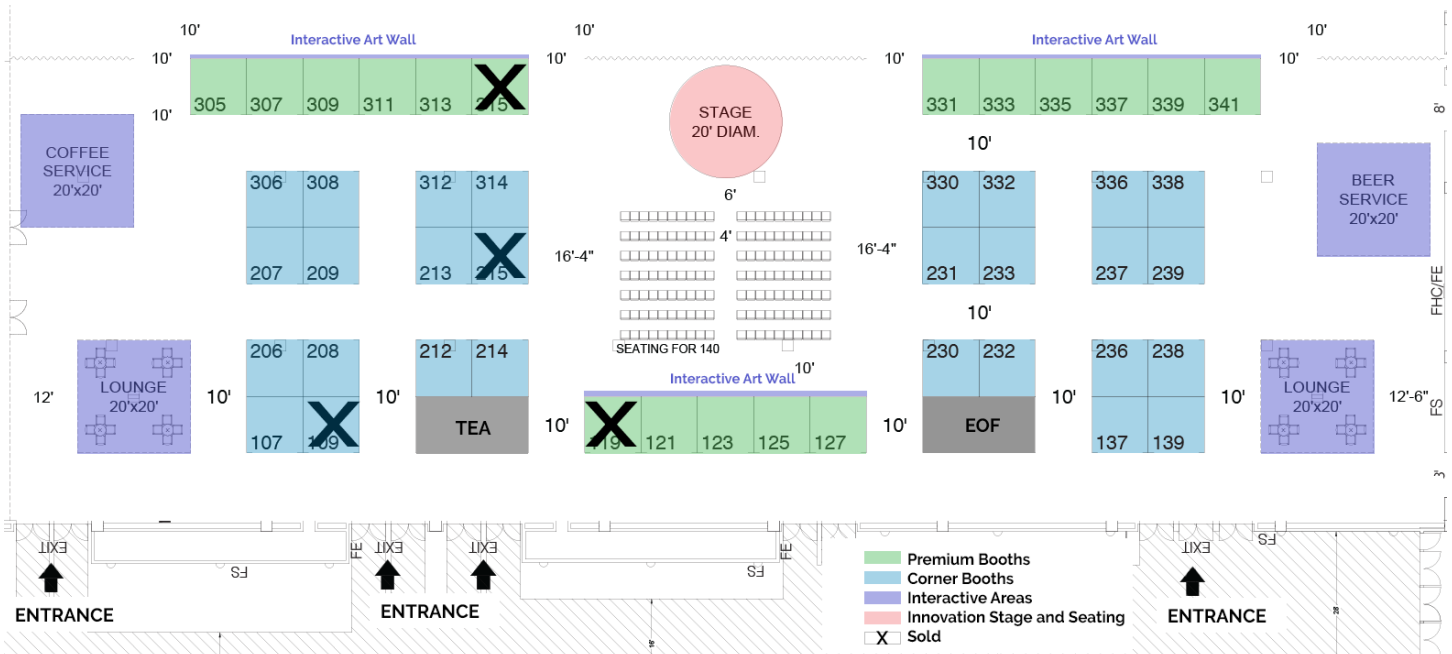 10'
10'
Interactive Art Wall
Interactive Art Wall
10'
10'
10'
10'
305
307
309
311
313
315
STAGE
20' DIAM.
331
333
335
337
339
341
8'
10'
COFFEE
SERVICE
20'x20'
10'
306
308
312
314
6'
330
332
336
338
BEER
SERVICE
20'x20'
4'
16'-4"
16'-4"
207
209
213
215
231
233
237
239
FHC/FE
10'
SEATING FOR 140
10'
206
208
212
214
230
232
236
238
Interactive Art Wall
LOUNGE
20'x20'
LOUNGE
20'x20'
12'
10'
10'
10'
10'
10'
10'
12'-6"
FS
TEA
EOF
107
109
119
121
123
125
127
137
139
3'
EXIT
FE
EXIT
EXIT
FE
EXIT
FS
FS
FS
ENTRANCE
ENTRANCE
ENTRANCE
Premium Booths
Corner Booths
Interactive Areas
Innovation Stage and Seating
X Sold